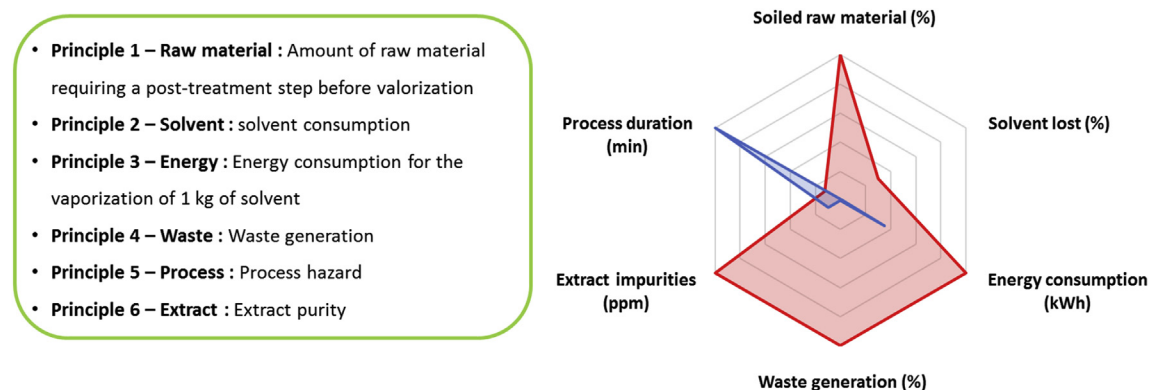 • Principle 1 – Raw material : Amount of raw material
requiring a post-treatment step before valorization
• Principle 2 – Solvent : solvent consumption
• Principle 3 – Energy : Energy consumption for the
vaporization of 1 kg of solvent
• Principle 4 – Waste : Waste generation
• Principle 5 – Process : Process hazard
• Principle 6 – Extract : Extract purity
Soiled raw material (%)
Process duration
(min)
Solvent lost (%)
Extract impurities
(ppm)
Energy consumption
(kWh)
Waste generation (%)